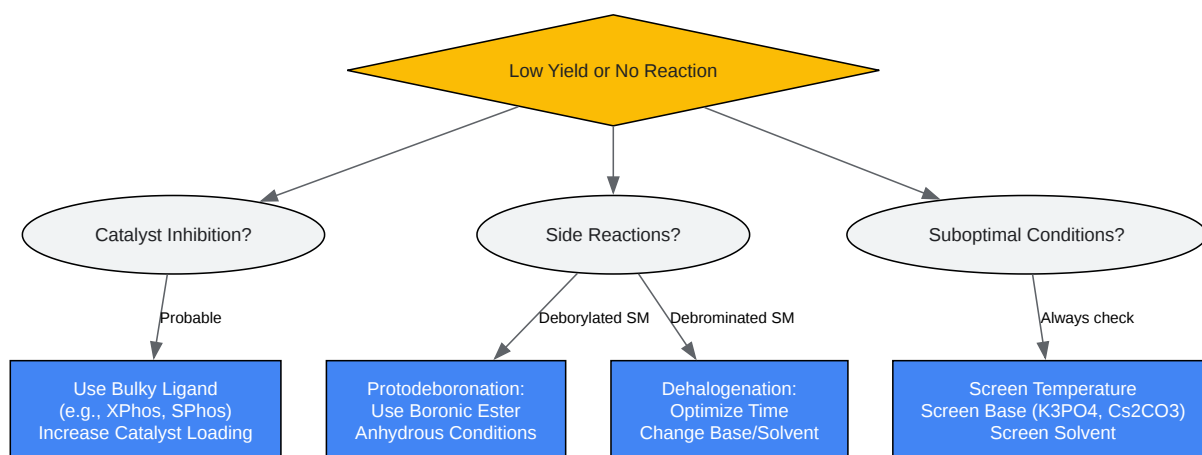 Low Yield or No Reaction
Catalyst Inhibition?
Side Reactions?
Suboptimal Conditions?
Probable
Deborylated SM
Debrominated SM
Always check
Use Bulky Ligand
(e.g., XPhos, SPhos)
Increase Catalyst Loading
Protodeboronation:
Use Boronic Ester
Anhydrous Conditions
Dehalogenation:
Optimize Time
Change Base/Solvent
Screen Temperature
Screen Base (K3PO4, Cs2CO3)
Screen Solvent